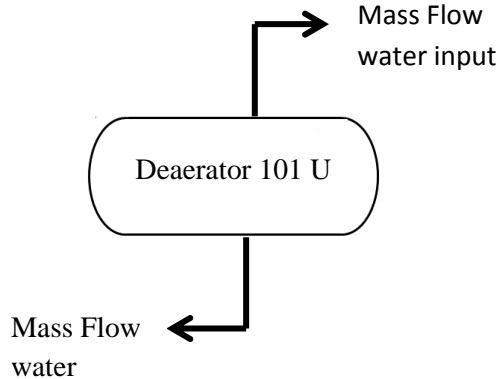 Mass Flow
water input
Deaerator 101 U
Mass Flow
water